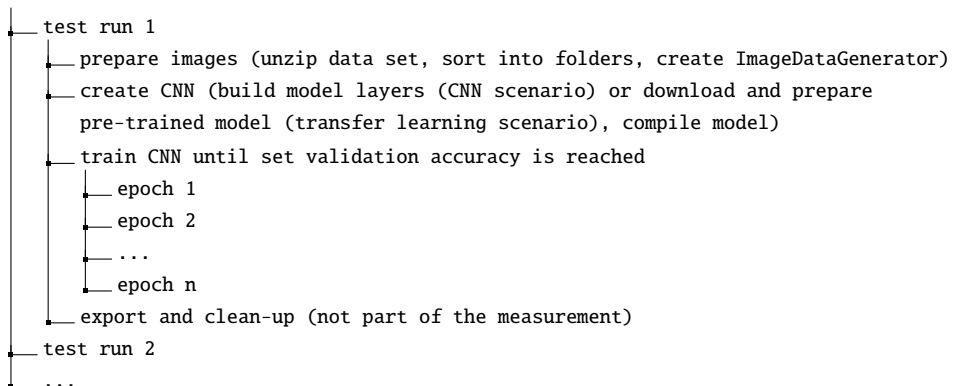 test run 1
prepare images (unzip data set, sort into folders, create ImageDataGenerator)
create CNN (build model layers (CNN scenario) or download and prepare
pre-trained model (transfer learning scenario), compile model)
train CNN until set validation accuracy is reached
epoch 1
epoch 2
...
epoch n
export and clean-up (not part of the measurement)
test run 2
...